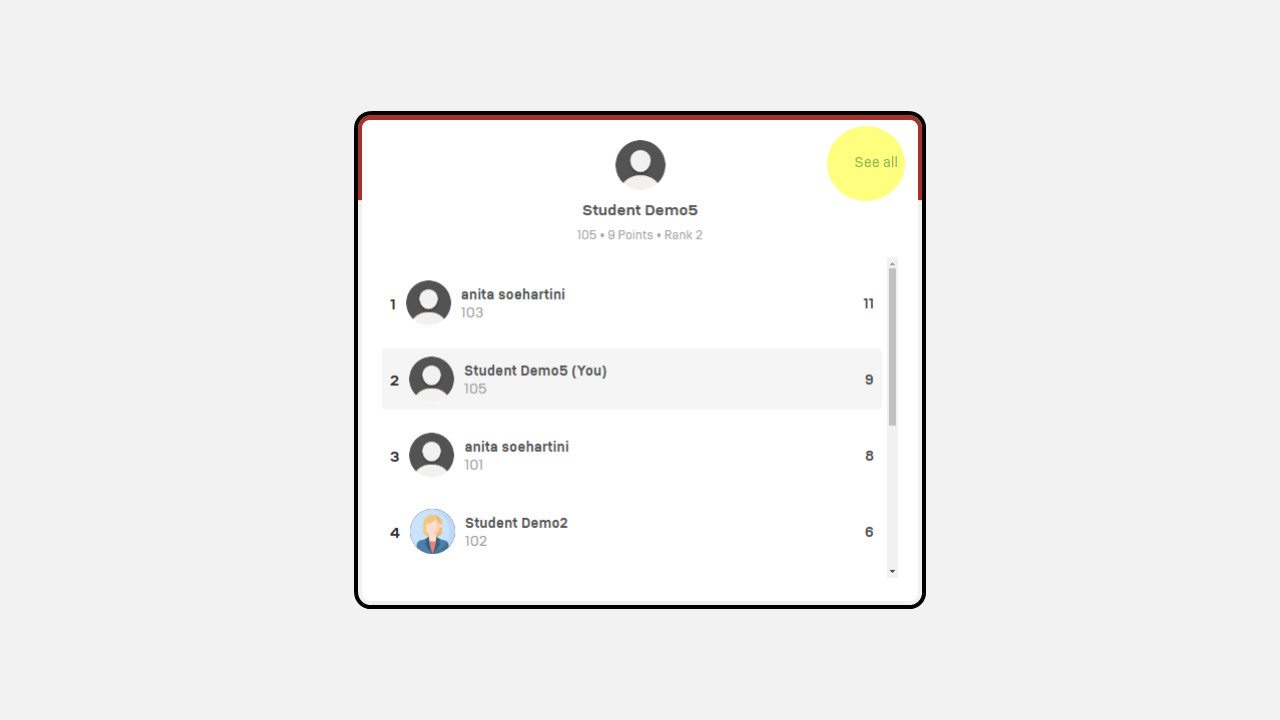 See all
Student Demo5
105 • 9 Points • Rank 2
1 anita soehartini 11
103
2 Student Demo5 (You) 9
105
3 anita soehartini 8
101
4 Student Demo2 6
102